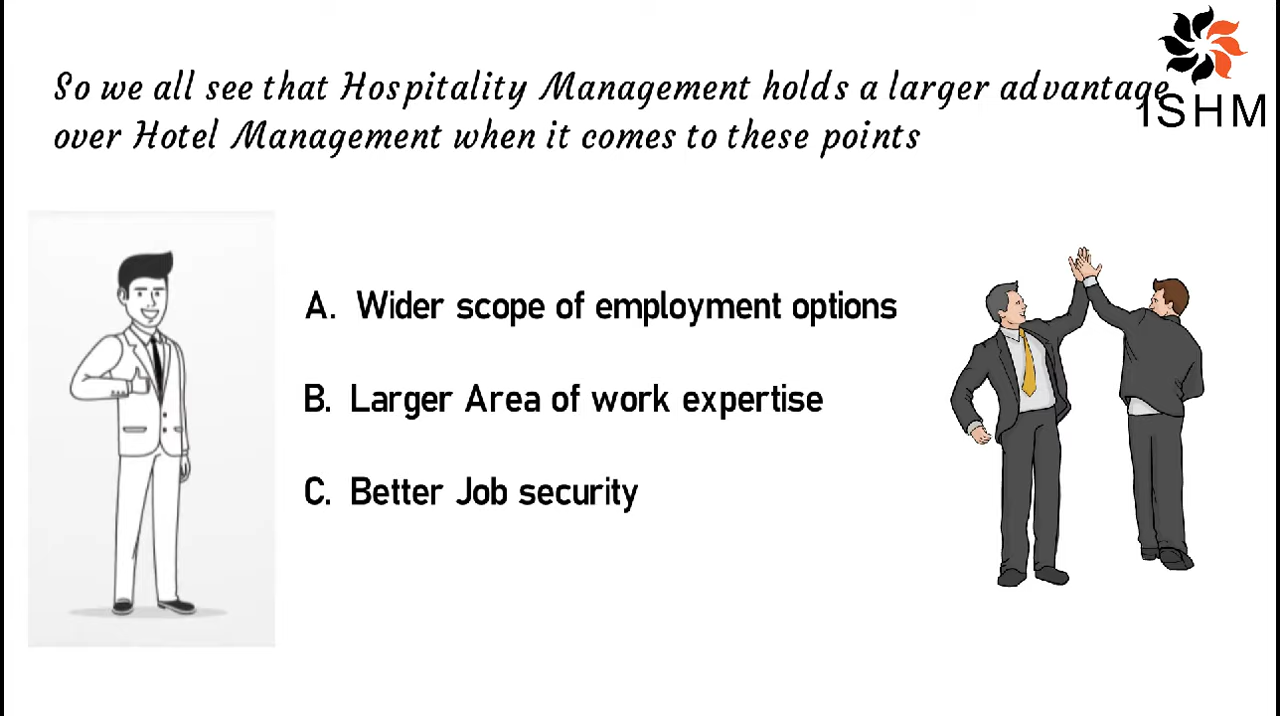 So we all see that Hospitality Management holds a larger advantage
over Hotel Management when it comes to these points
ISHM
A. Wider scope of employment options
B. Larger Area of work expertise
C. Better Job security